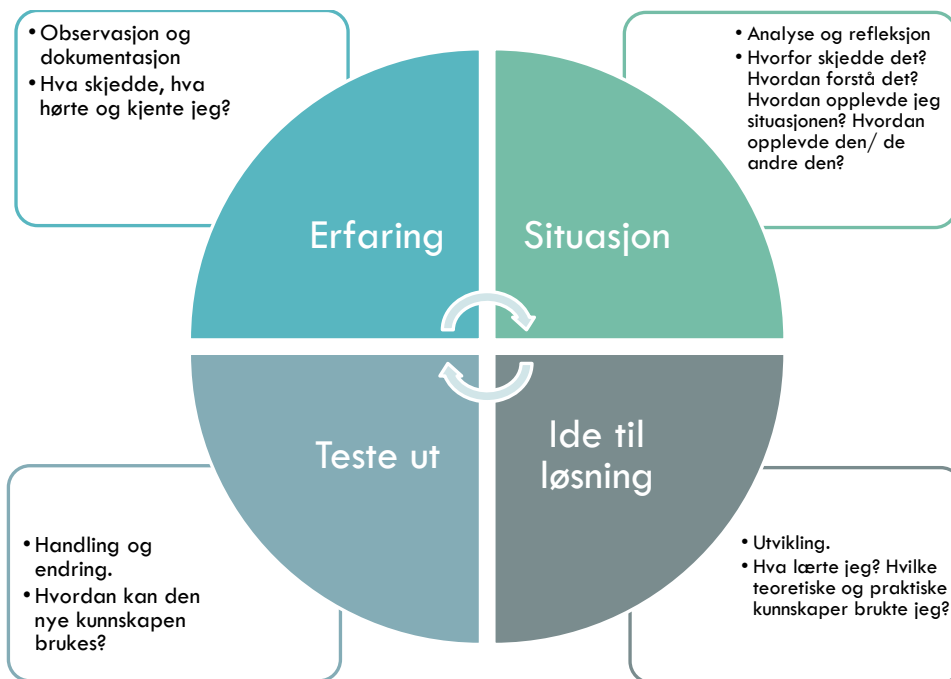 • Observasjon og
dokumentasjon
• Hva skjedde, hva
hørte og kjente jeg?
• Analyse og refleksjon
• Hvorfor skjedde det?
Hvordan forstå det?
Hvordan opplevde jeg
situasjonen? Hvordan
opplevde den/ de
andre den?
Erfaring
Situasjon
Teste ut
Ide til
løsning
• Handling og
endring.
• Hvordan kan den
nye kunnskapen
brukes?
• Utvikling.
• Hva lærte jeg? Hvilke
teoretiske og praktiske
kunnskaper brukte jeg?